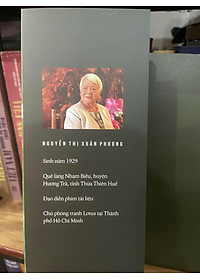 NGUYỄN THỊ XUÂN PHƯỢNG
Sinh năm 1929
Quê làng Nham Biều, huyện
Hương Trà, tỉnh Thừa Thiên Huế
Đạo diễn phim tài liệu
Chủ phòng tranh Lotus tại Thành
phố Hồ Chí Minh